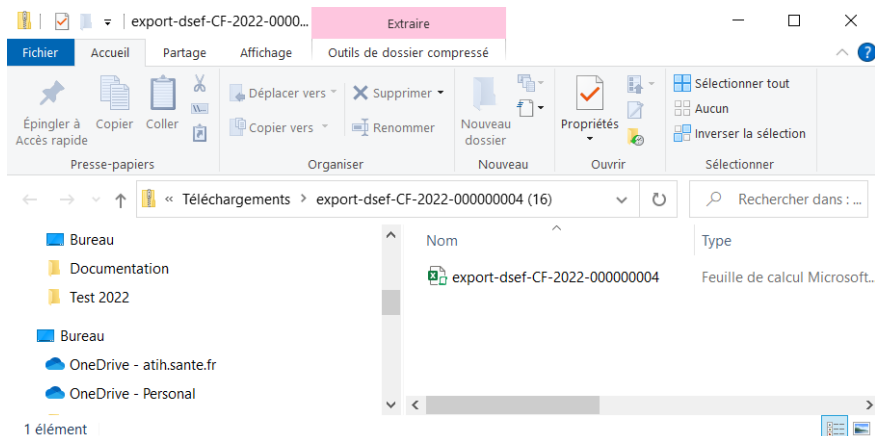 export-dsef-CF-2022-0000... Extraire
Fichier Accueil Partage Affichage Outils de dossier compressé
Épingler à Accès rapide Copier Coller Déplacer vers Copier vers Supprimer Renommer Nouveau dossier Propriétés Sélectionner tout Aucun Inverser la sélection
Presse-papiers Organiser Nouveau Ouvrir Sélectionner
« Téléchargements > export-dsef-CF-2022-000000004 (16) Rechercher dans : ...
Bureau Nom Type
Documentation export-dsef-CF-2022-000000004 Feuille de calcul Microsoft...
Test 2022
Bureau
OneDrive - atih.sante.fr
OneDrive - Personal
1 élément